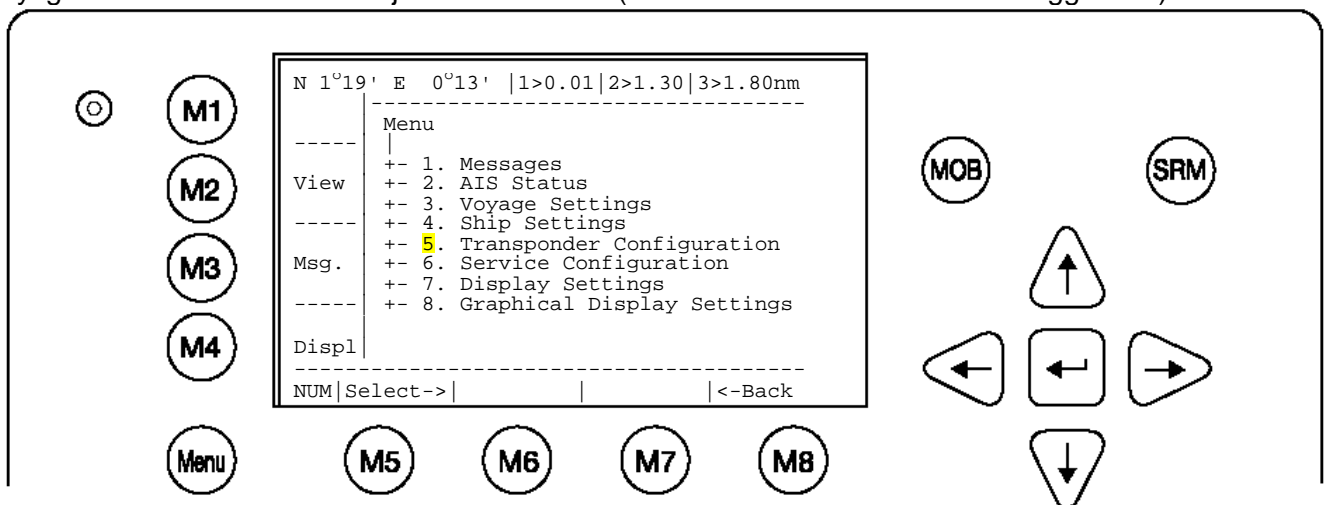 N 1°19' E 0°13' |1>0.01|2>1.30|3>1.80nm
M1
Menu
M2
View
+- 1. Messages
+- 2. AIS Status
+- 3. Voyage Settings
+- 4. Ship Settings
+- 5. Transponder Configuration
+- 6. Service Configuration
+- 7. Display Settings
+- 8. Graphical Display Settings
MOB
SRM
M3
Msg.
M4
Displ
NUM|Select->| | |<-Back
Menu
M5
M6
M7
M8